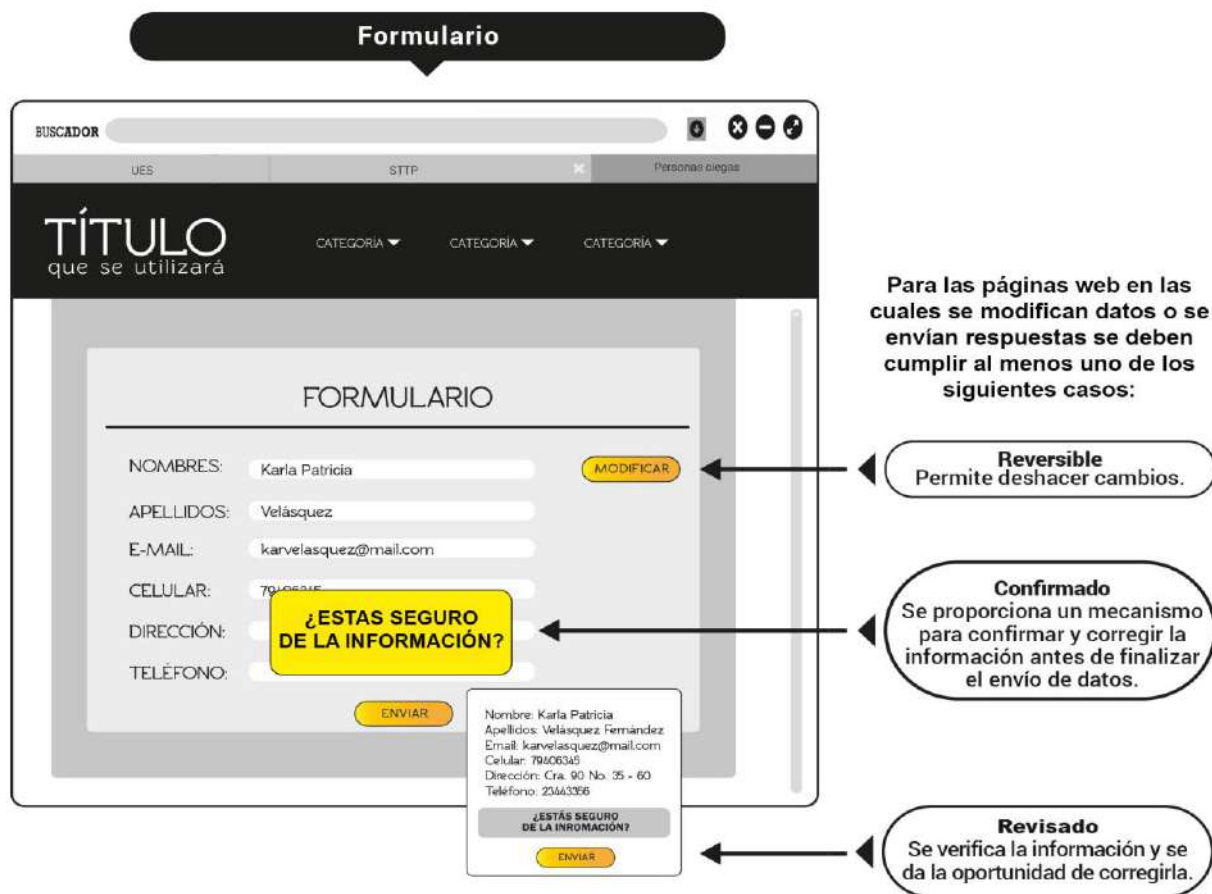 Formulario
BUSCADOR
UES
STTP
Personas ciegas
TÍTULO
que se utilizará
CATEGORÍA
CATEGORÍA
CATEGORÍA
FORMULARIO
NOMBRES:
Karla Patricia
MODIFICAR
APELLIDOS:
Velásquez
E-MAIL:
karvelasquez@mail.com
CELULAR:
79406345
DIRECCIÓN:
TELÉFONO:
¿ESTAS SEGURO
DE LA INFORMACIÓN?
ENVIAR
Nombre: Karla Patricia
Apellidos: Velásquez Fernández
Email: karvelasquez@mail.com
Celular: 79406345
Dirección: Cra. 90 No. 35 - 60
Teléfono: 23443356
¿ESTÁS SEGURO
DE LA INROMACIÓN?
ENVIAR
Para las páginas web en las
cuales se modifican datos o se
envían respuestas se deben
cumplir al menos uno de los
siguientes casos:
Reversible
Permite deshacer cambios.
Confirmado
Se proporciona un mecanismo
para confirmar y corregir la
información antes de finalizar
el envío de datos.
Revisado
Se verifica la información y se
da la oportunidad de corregirla.